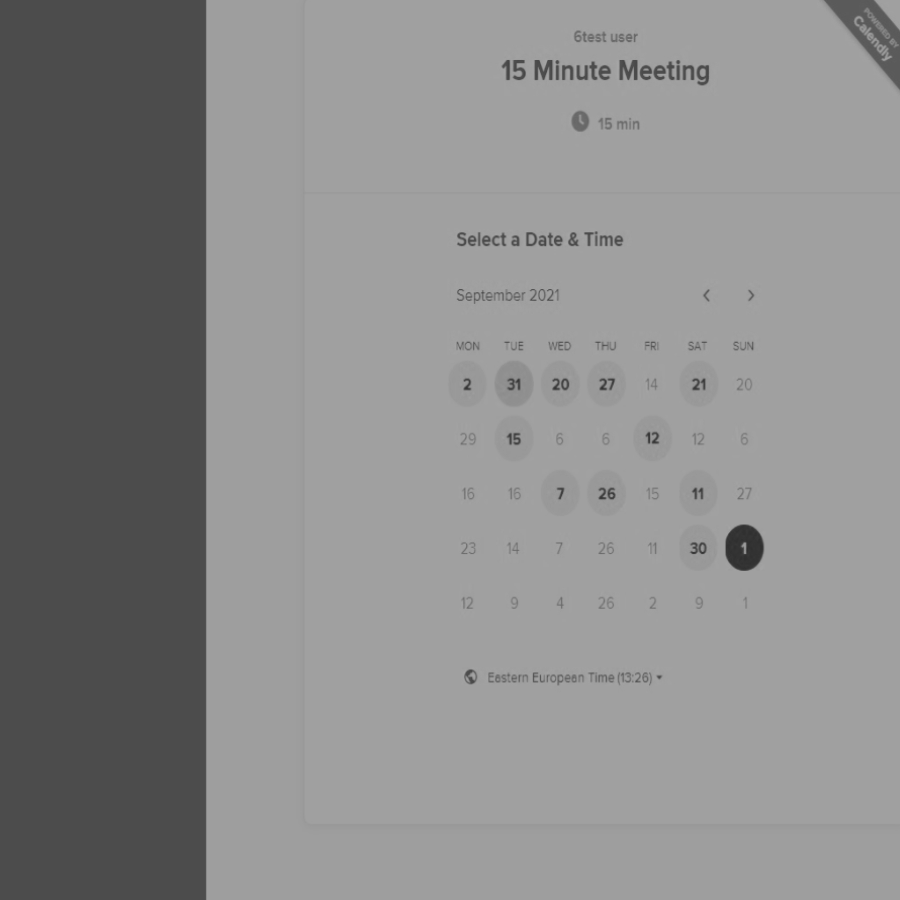 POWERED BY
Calendly
6test user
15 Minute Meeting
15 min
Select a Date & Time
September 2021
MON TUE WED THU FRI SAT SUN
2 31 20 27 14 21 20
29 15 6 6 12 12 6
16 16 7 26 15 11 27
23 14 7 26 11 30 1
12 9 4 26 2 9 1
Eastern European Time (13:26)